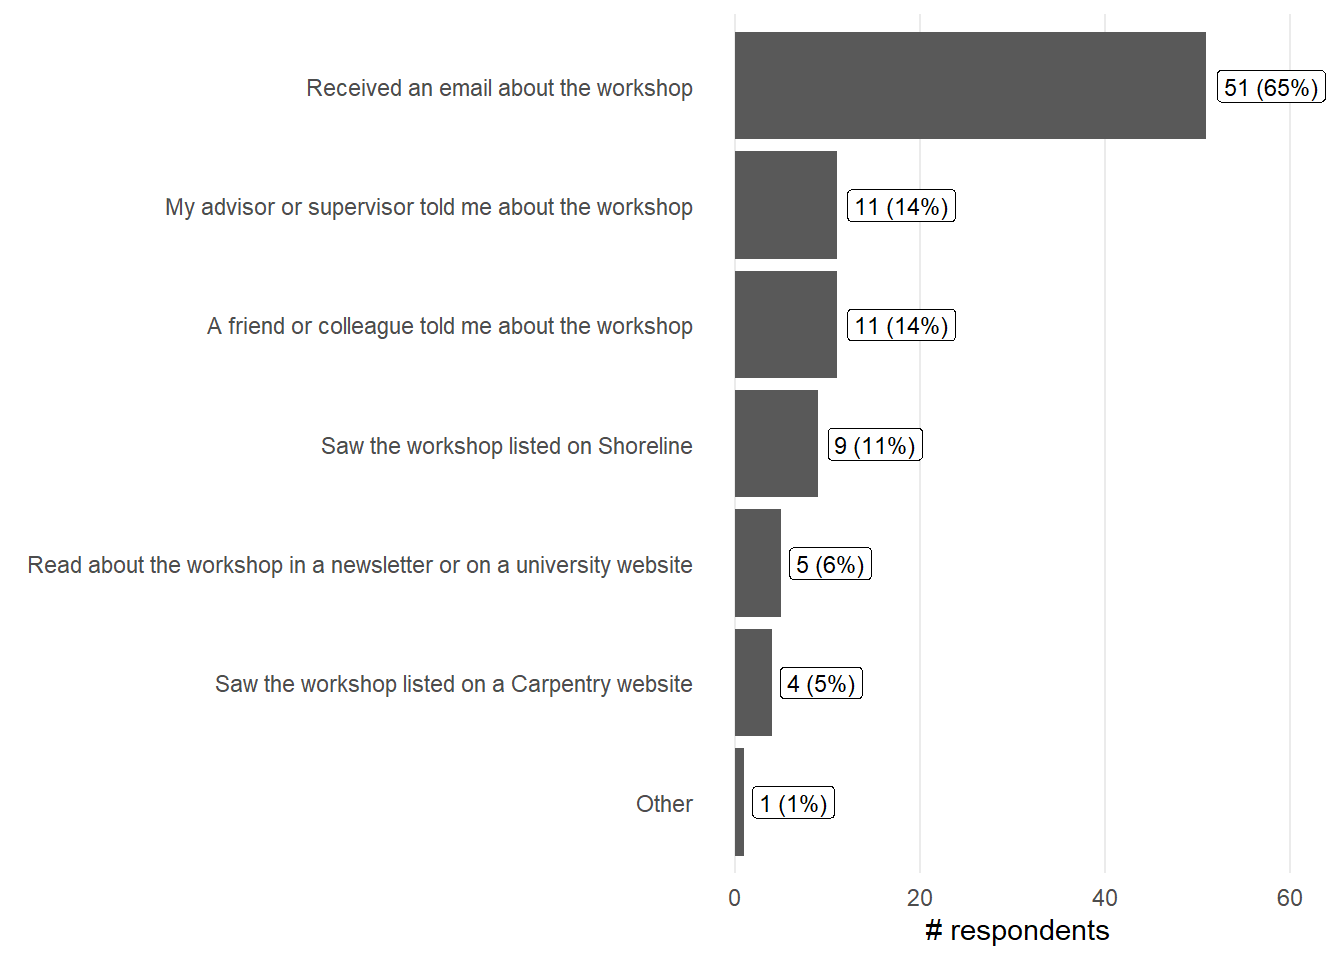 Received an email about the workshop 51 (65%)
My advisor or supervisor told me about the workshop 11 (14%)
A friend or colleague told me about the workshop 11 (14%)
Saw the workshop listed on Shoreline 9 (11%)
Read about the workshop in a newsletter or on a university website 5 (6%)
Saw the workshop listed on a Carpentry website 4 (5%)
Other 1 (1%)
0 20 40 60
# respondents